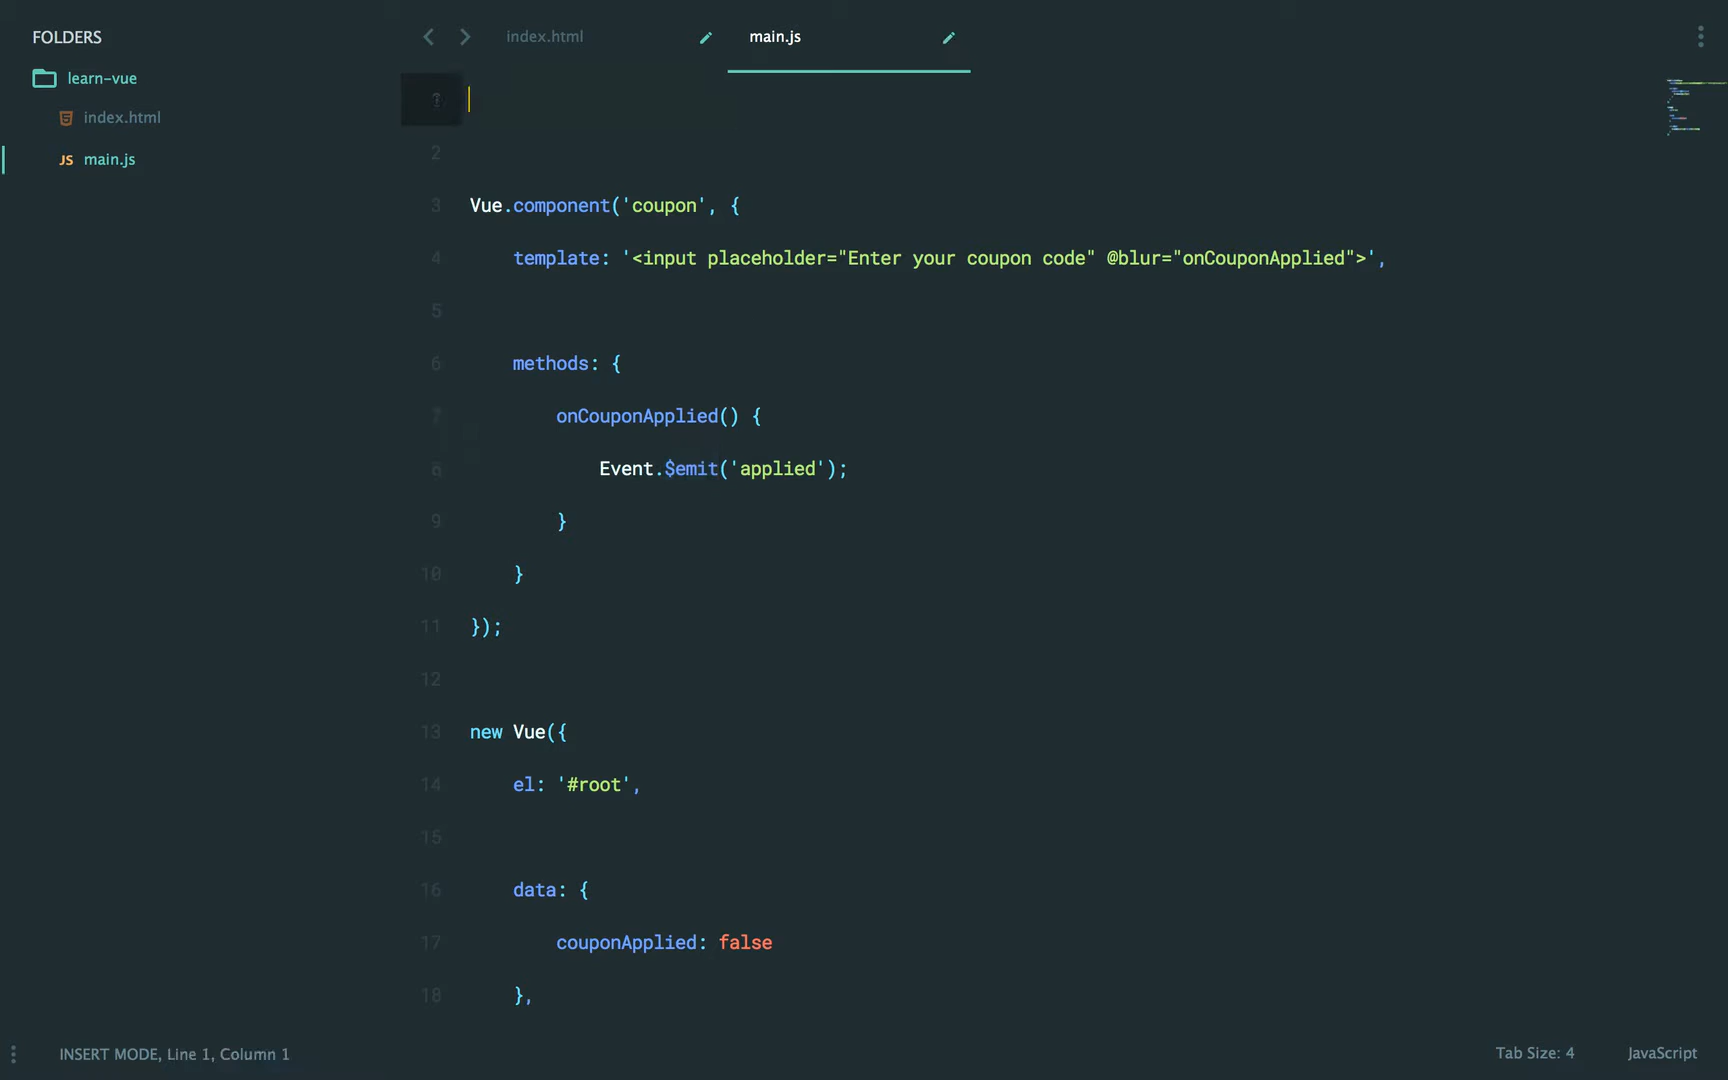 FOLDERS
learn-vue
index.html
JS main.js
index.html
main.js
2
3 Vue.component('coupon', {
4 template: '<input placeholder="Enter your coupon code" @blur="onCouponApplied">',
5
6 methods: {
7 onCouponApplied() {
8 Event.$emit('applied');
9 }
10 }
11 });
12
13 new Vue({
14 el: '#root',
15
16 data: {
17 couponApplied: false
18 },
INSERT MODE, Line 1, Column 1
Tab Size: 4
JavaScript